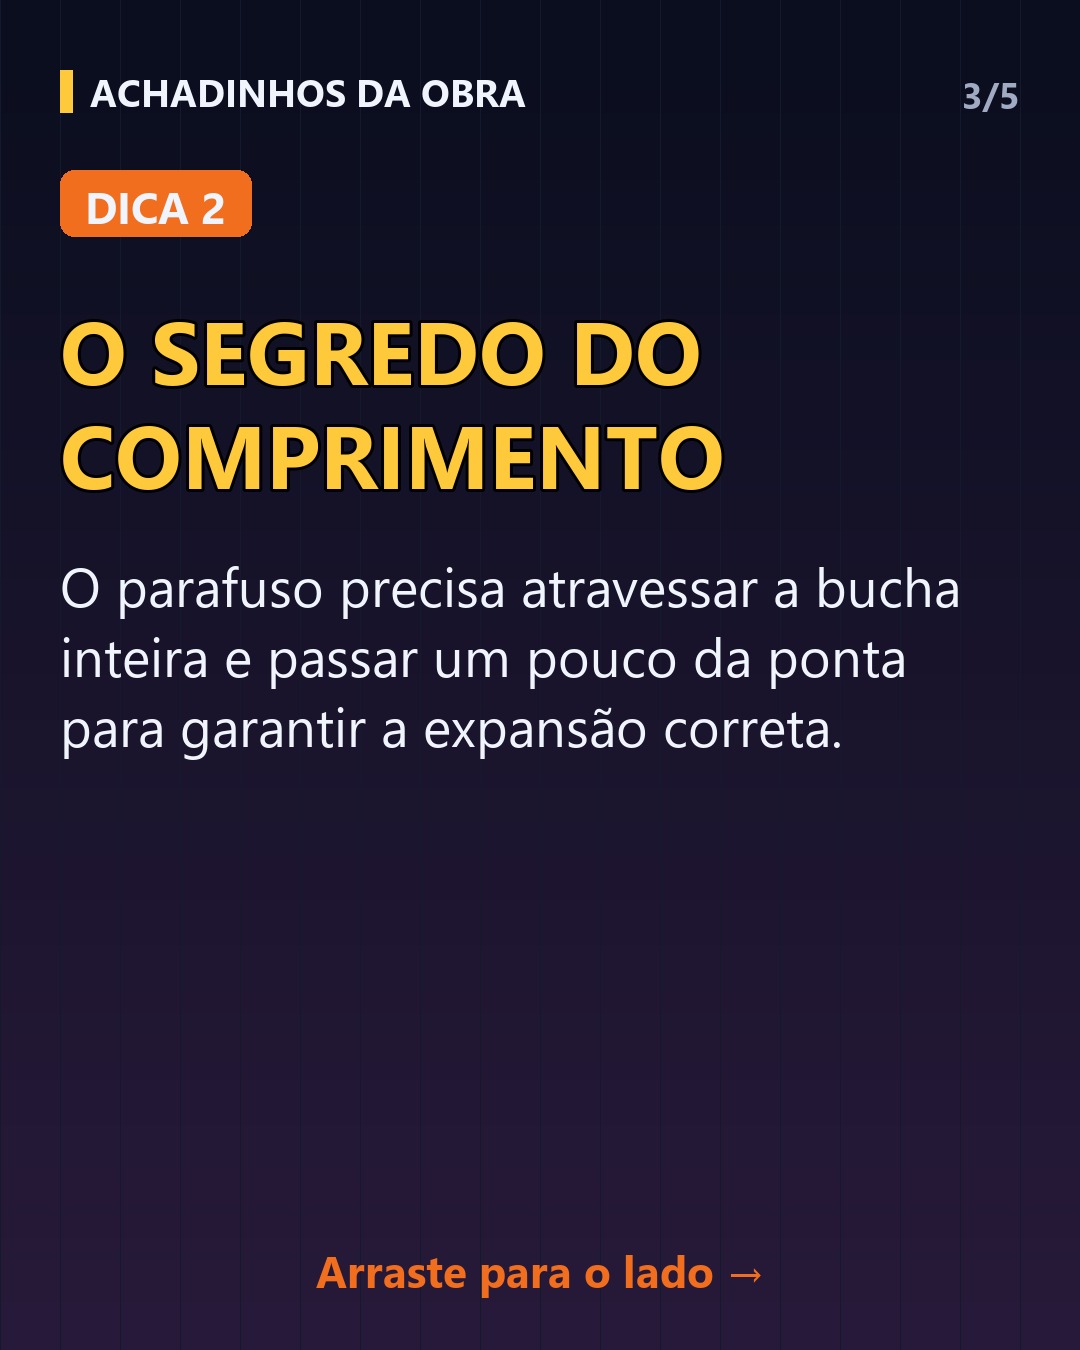 ACHADINHOS DA OBRA
3/5
DICA 2
O SEGREDO DO
COMPRIMENTO
O parafuso precisa atravessar a bucha
inteira e passar um pouco da ponta
para garantir a expansão correta.
Arraste para o lado →